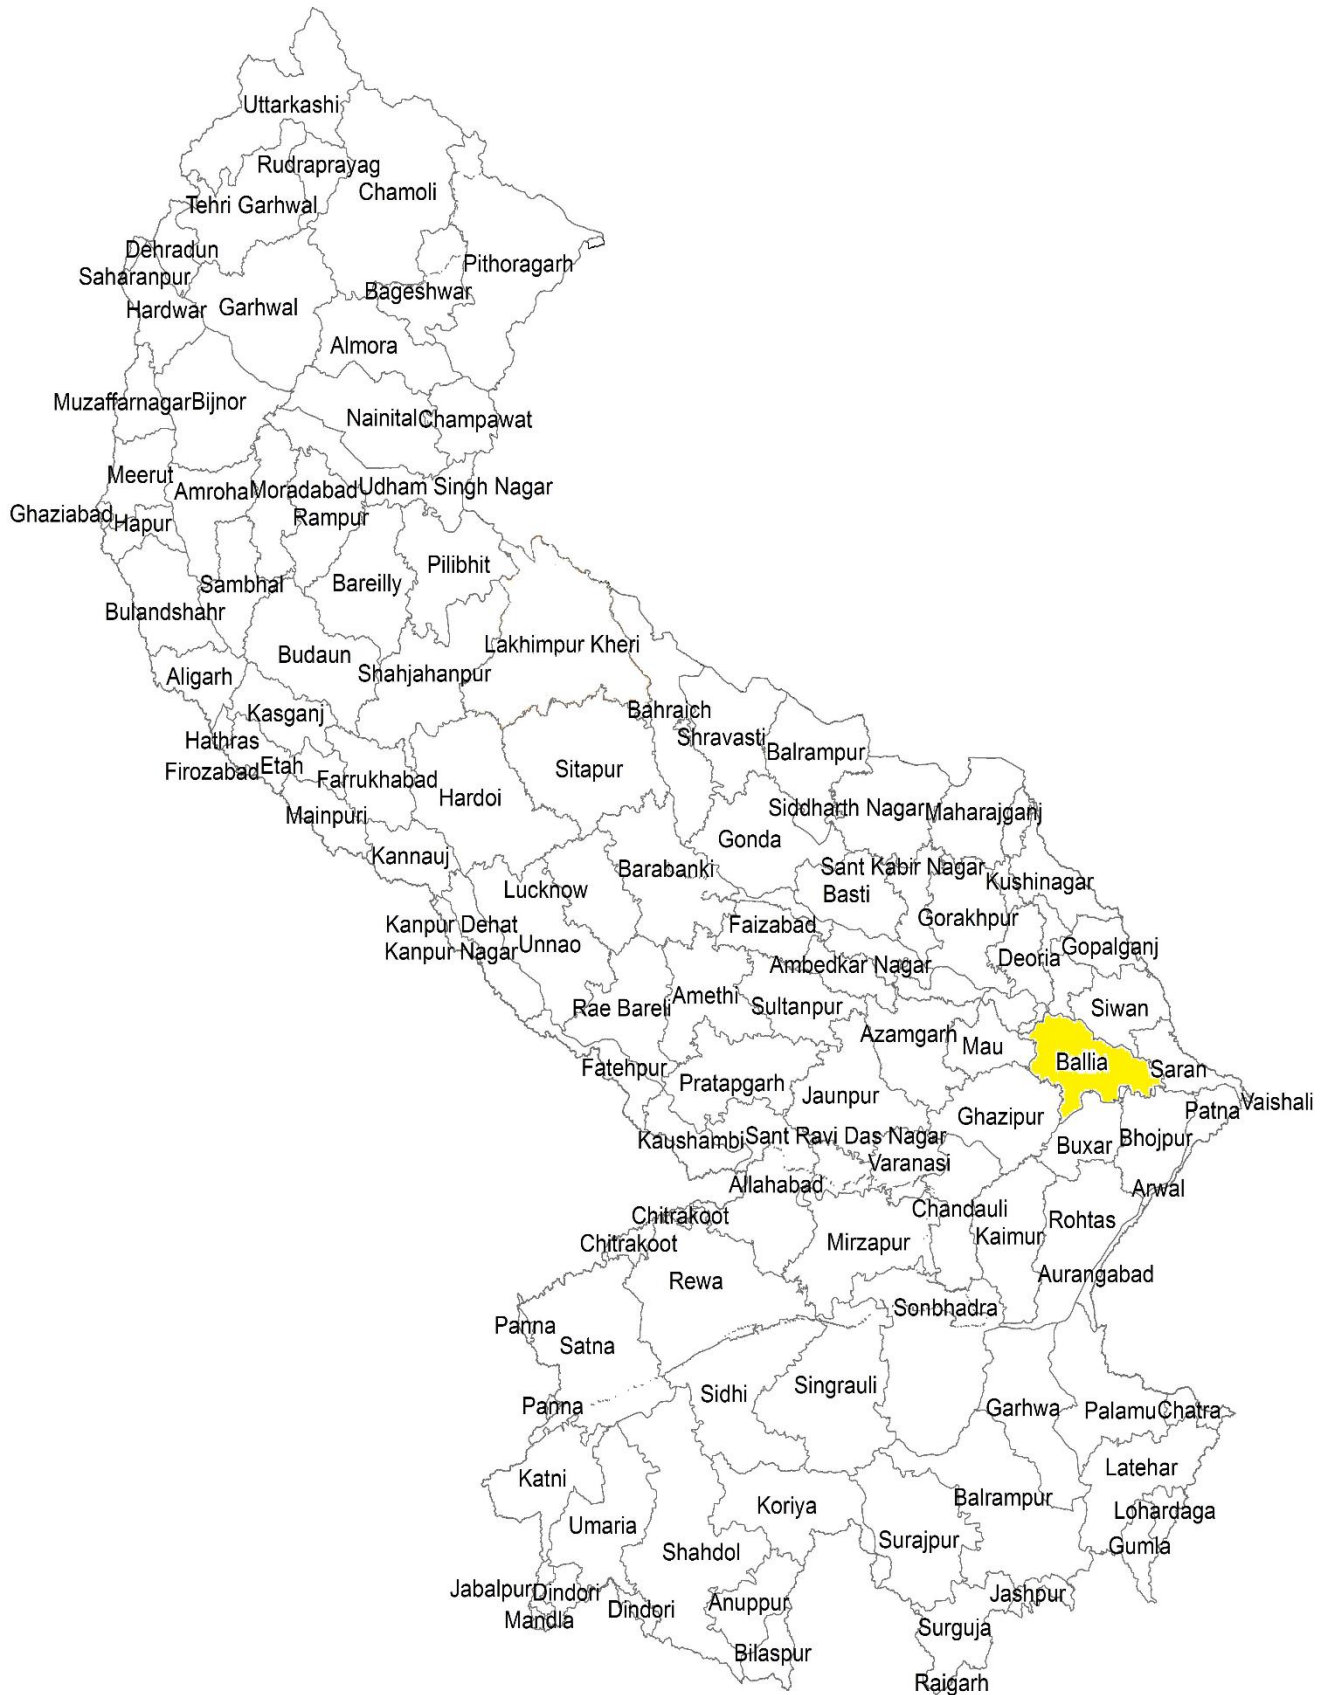 Uttarkashi
Rudraprayag
Chamoli
Tehri Garhwal
Dehradun
Pithoragarh
Saharanpur
Bageshwar
Hardwar
Garhwal
Almora
Muzaffarnagar
Bijnor
Nainital
Champawat
Meerut
Amroha
Moradabad
Udham Singh Nagar
Ghaziabad
Hapur
Rampur
Pilibhit
Sambhal
Bareilly
Bulandshahr
Lakhimpur Kheri
Budaun
Shahjahanpur
Aligarh
Kasganj
Bahraich
Hathras
Shravasti
Balrampur
Firozabad
Etah
Farrukhabad
Sitapur
Hardoi
Mainpuri
Siddharth Nagar
Maharajganj
Gonda
Kannauj
Barabanki
Sant Kabir Nagar
Kushinagar
Lucknow
Basti
Kanpur Dehat
Faizabad
Gorakhpur
Kanpur Nagar
Unnao
Deoria
Gopalganj
Ambedkar Nagar
Rae Bareli
Amethi
Sultanpur
Siwan
Azamgarh
Mau
Ballia
Saran
Fatehpur
Pratapgarh
Jaunpur
Ghazipur
Patna
Vaishali
Kaushambi
Sant Ravi Das Nagar
Buxar
Bhojpur
Varanasi
Allahabad
Arwal
Chitrakoot
Chandauli
Rohtas
Chitrakoot
Mirzapur
Kaimur
Rewa
Aurangabad
Sonbhadra
Panna
Satna
Sidhi
Singrauli
Panna
Garhwa
Palamu
Chatra
Katni
Latehar
Koriya
Balrampur
Lohardaga
Umaria
Surajpur
Gumla
Shahdol
Jabalpur
Dindori
Jashpur
Mandla
Dindori
Anuppur
Surguja
Bilaspur
Raigarh